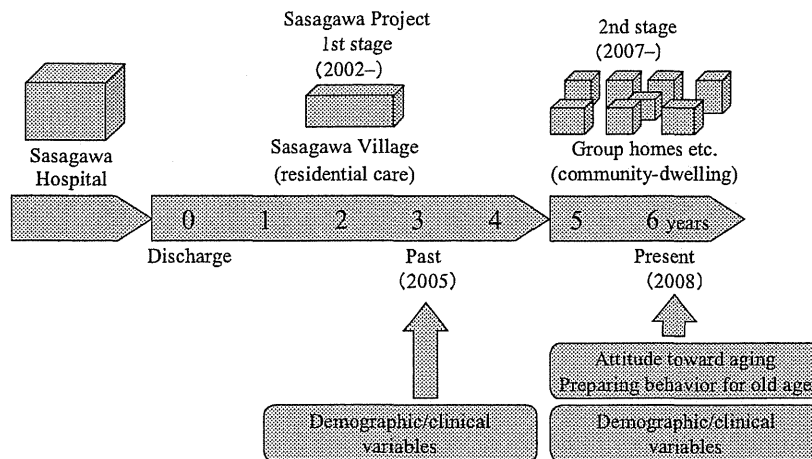 Sasagawa Project
1st stage
(2002–)
2nd stage
(2007–)
Sasagawa
Hospital
Sasagawa Village
(residential care)
Group homes etc.
(community-dwelling)
0 1 2 3 4 5 6 years
Discharge
Past
(2005)
Present
(2008)
Attitude toward aging
Preparing behavior for old age
Demographic/clinical
variables
Demographic/clinical
variables